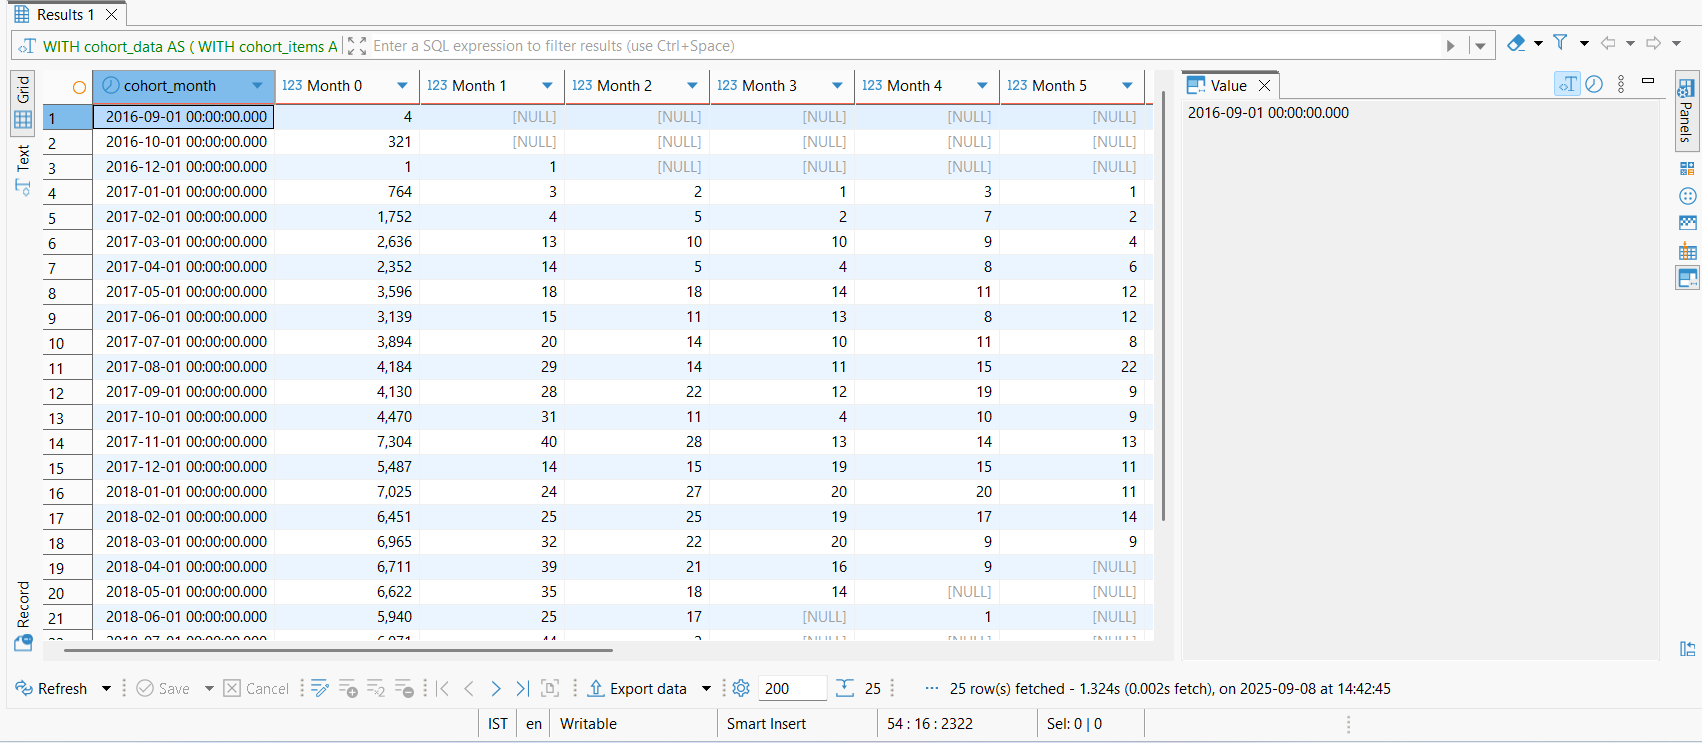 Results 1
WITH cohort_data AS ( WITH cohort_items A Enter a SQL expression to filter results (use Ctrl+Space)
Grid
Text
Record
cohort_month 123 Month 0 123 Month 1 123 Month 2 123 Month 3 123 Month 4 123 Month 5
1 2016-09-01 00:00:00.000 4 [NULL] [NULL] [NULL] [NULL] [NULL]
2 2016-10-01 00:00:00.000 321 [NULL] [NULL] [NULL] [NULL] [NULL]
3 2016-12-01 00:00:00.000 1 1 [NULL] [NULL] [NULL] [NULL]
4 2017-01-01 00:00:00.000 764 3 2 1 3 1
5 2017-02-01 00:00:00.000 1,752 4 5 2 7 2
6 2017-03-01 00:00:00.000 2,636 13 10 10 9 4
7 2017-04-01 00:00:00.000 2,352 14 5 4 8 6
8 2017-05-01 00:00:00.000 3,596 18 18 14 11 12
9 2017-06-01 00:00:00.000 3,139 15 11 13 8 12
10 2017-07-01 00:00:00.000 3,894 20 14 10 11 8
11 2017-08-01 00:00:00.000 4,184 29 14 11 15 22
12 2017-09-01 00:00:00.000 4,130 28 22 12 19 9
13 2017-10-01 00:00:00.000 4,470 31 11 4 10 9
14 2017-11-01 00:00:00.000 7,304 40 28 13 14 13
15 2017-12-01 00:00:00.000 5,487 14 15 19 15 11
16 2018-01-01 00:00:00.000 7,025 24 27 20 20 11
17 2018-02-01 00:00:00.000 6,451 25 25 19 17 14
18 2018-03-01 00:00:00.000 6,965 32 22 20 9 9
19 2018-04-01 00:00:00.000 6,711 39 21 16 9 [NULL]
20 2018-05-01 00:00:00.000 6,622 35 18 14 [NULL] [NULL]
21 2018-06-01 00:00:00.000 5,940 25 17 [NULL] 1 [NULL]
Value
2016-09-01 00:00:00.000
Panels
Refresh Save Cancel Export data 200 25 ... 25 row(s) fetched - 1.324s (0.002s fetch), on 2025-09-08 at 14:42:45
IST en Writable Smart Insert 54 : 16 : 2322 Sel: 0 | 0